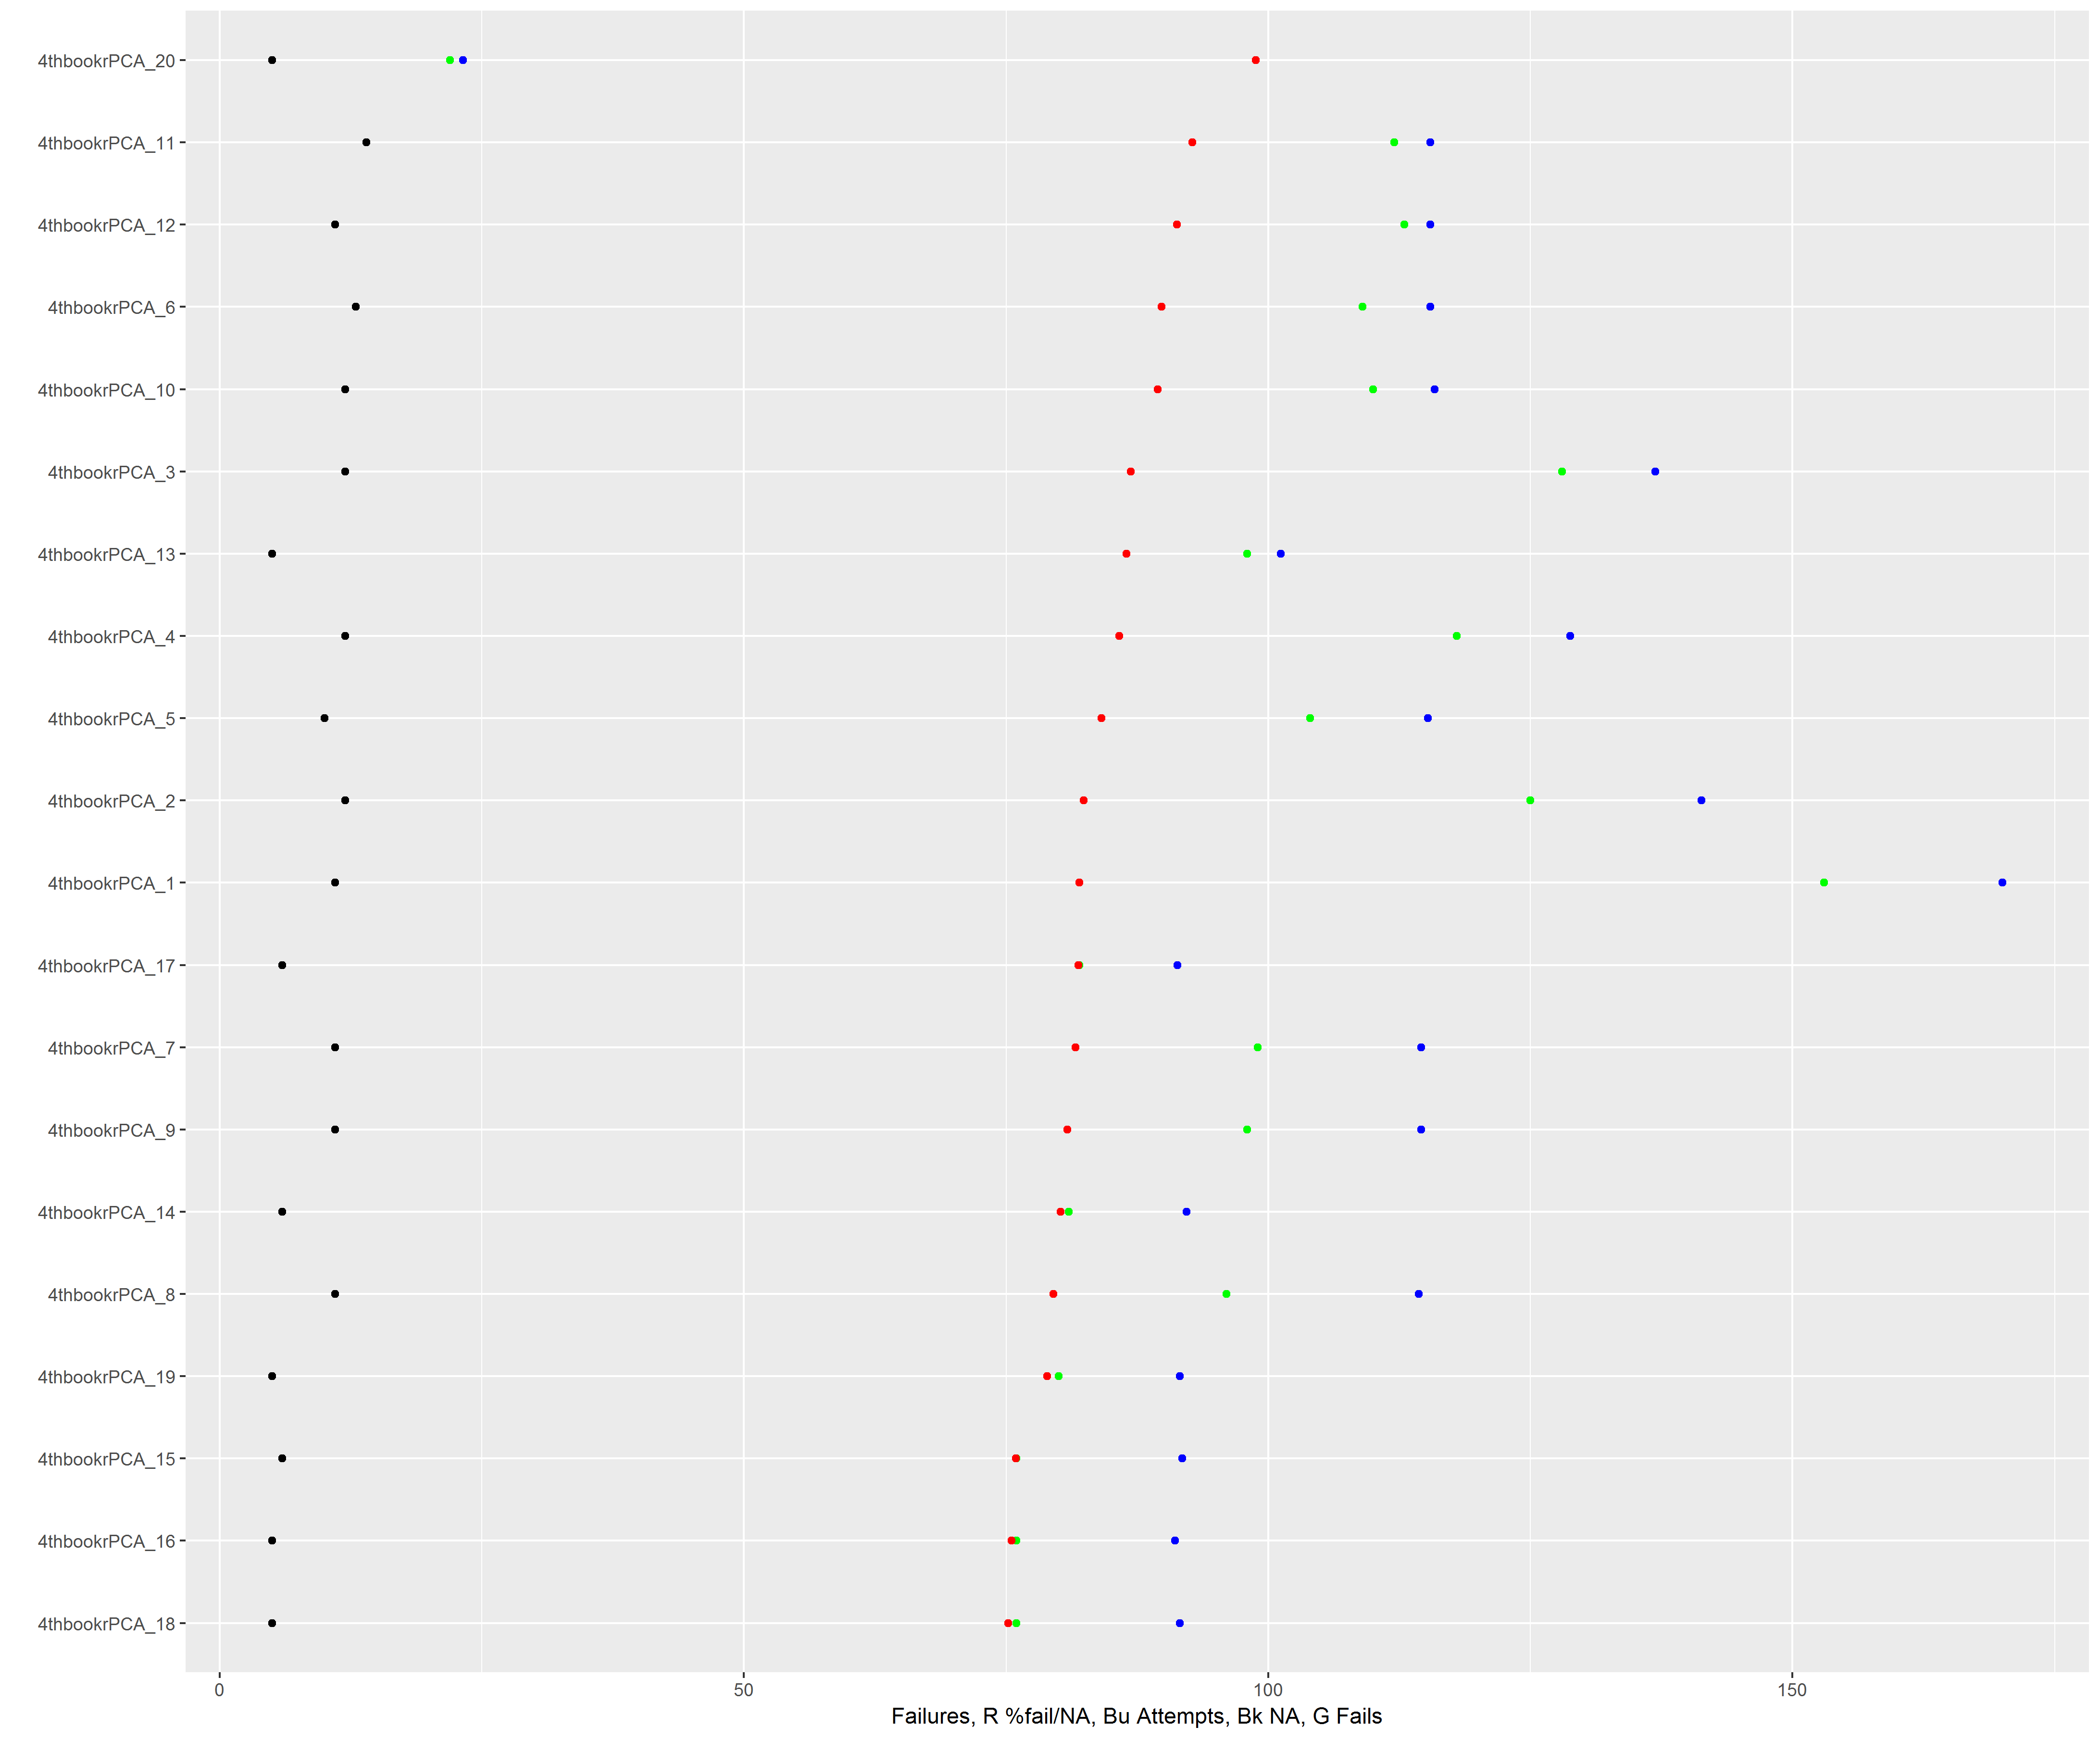 4thbookrPCA_20
4thbookrPCA_11
4thbookrPCA_12
4thbookrPCA_6
4thbookrPCA_10
4thbookrPCA_3
4thbookrPCA_13
4thbookrPCA_4
4thbookrPCA_5
4thbookrPCA_2
4thbookrPCA_1
4thbookrPCA_17
4thbookrPCA_7
4thbookrPCA_9
4thbookrPCA_14
4thbookrPCA_8
4thbookrPCA_19
4thbookrPCA_15
4thbookrPCA_16
4thbookrPCA_18
0 50 100 150
Failures, R %fail/NA, Bu Attempts, Bk NA, G Fails